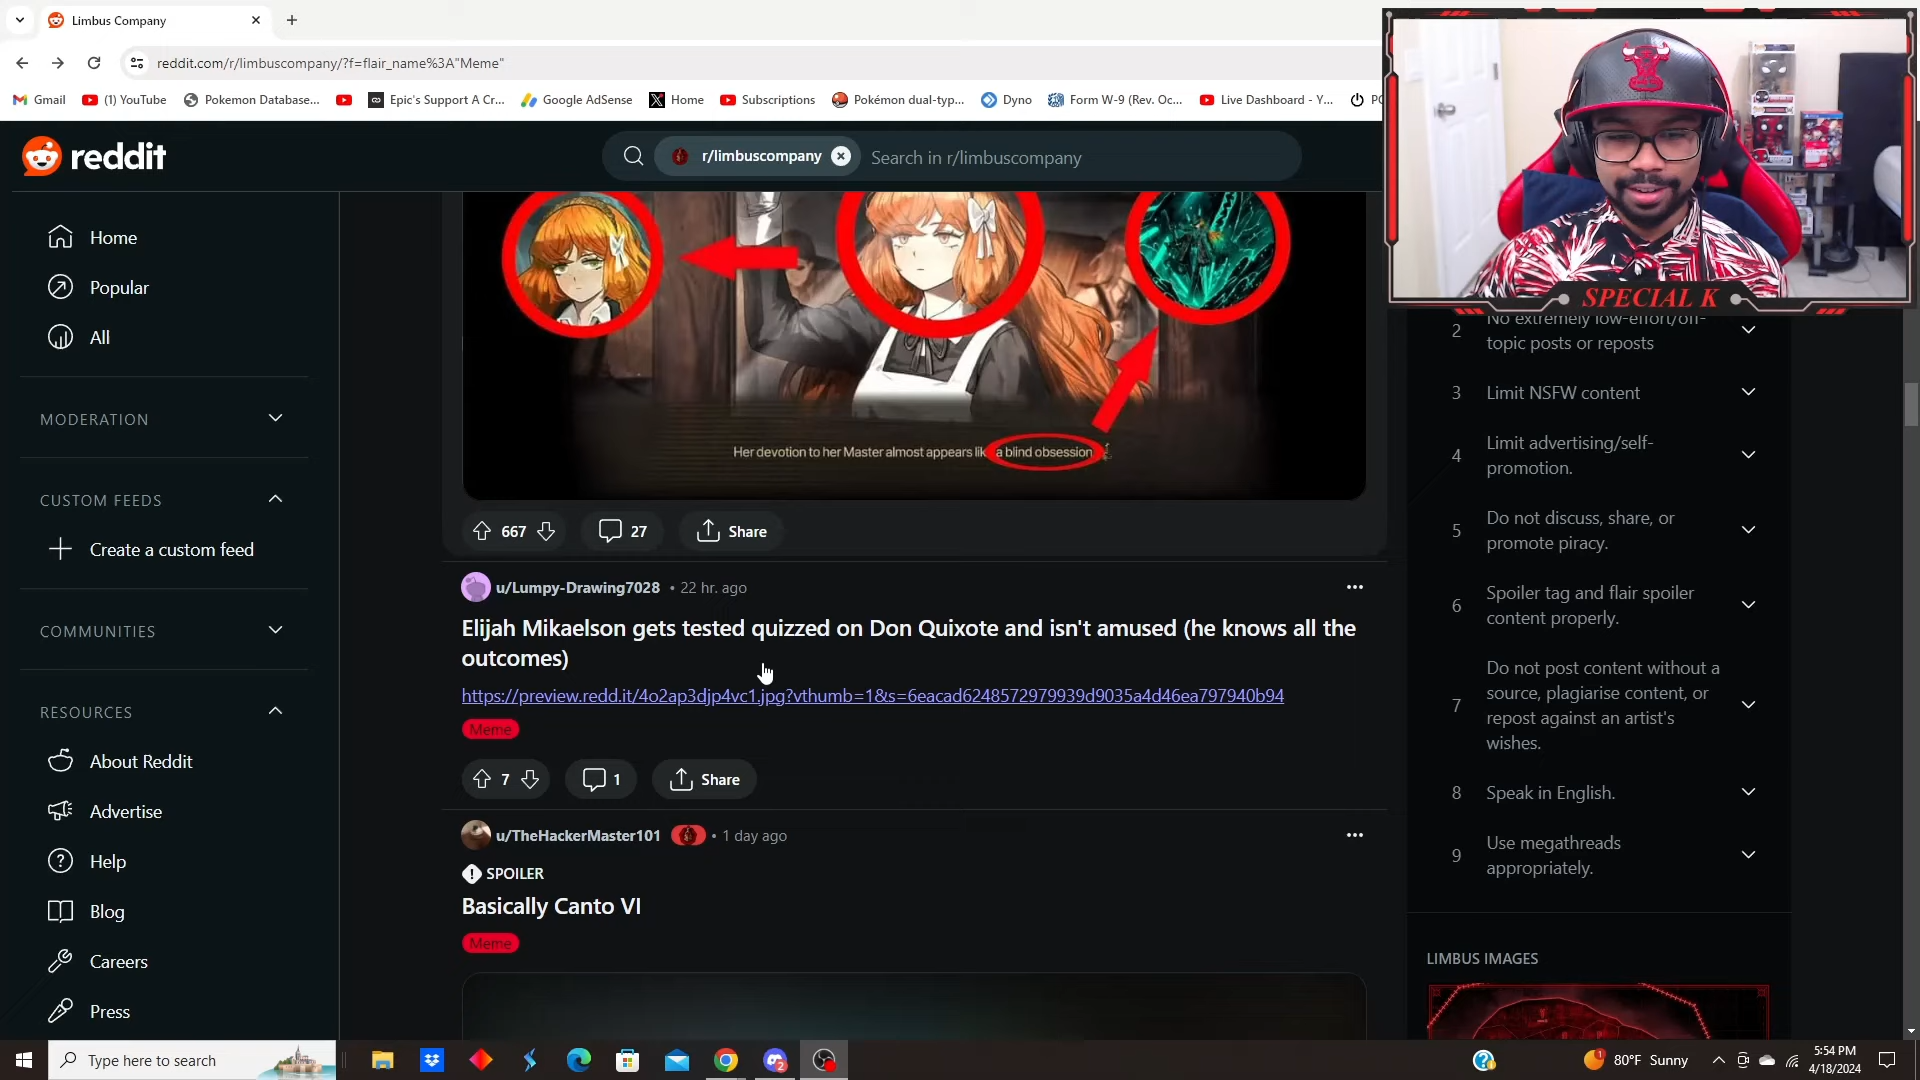 Limbus Company
reddit.com/r/limbuscompany/?f=flair_name%3A"Meme"
Gmail
(1) YouTube
Pokemon Database...
Epic's Support A Cr...
Google AdSense
Home
Subscriptions
Pokémon dual-typ...
Dyno
Form W-9 (Rev. Oc...
Live Dashboard - Y...
PC
reddit
r/limbuscompany
Search in r/limbuscompany
SPECIAL K
Home
Popular
All
MODERATION
CUSTOM FEEDS
Create a custom feed
COMMUNITIES
RESOURCES
About Reddit
Advertise
Help
Blog
Careers
Press
Her devotion to her Master almost appears like a blind obsession
667
27
Share
u/Lumpy-Drawing7028 • 22 hr. ago
Elijah Mikaelson gets tested quizzed on Don Quixote and isn't amused (he knows all the
outcomes)
https://preview.redd.it/4o2ap3djp4vc1.jpg?vthumb=1&s=6eacad6248572979939d9035a4d46ea797940b94
Meme
7
1
Share
u/TheHackerMaster101 • 1 day ago
SPOILER
Basically Canto VI
Meme
2 No extremely low-effort/off-
topic posts or reposts
3 Limit NSFW content
4 Limit advertising/self-
promotion.
5 Do not discuss, share, or
promote piracy.
6 Spoiler tag and flair spoiler
content properly.
7 Do not post content without a
source, plagiarise content, or
repost against an artist's
wishes.
8 Speak in English.
9 Use megathreads
appropriately.
LIMBUS IMAGES
Type here to search
2
1
80°F Sunny
5:54 PM
4/18/2024